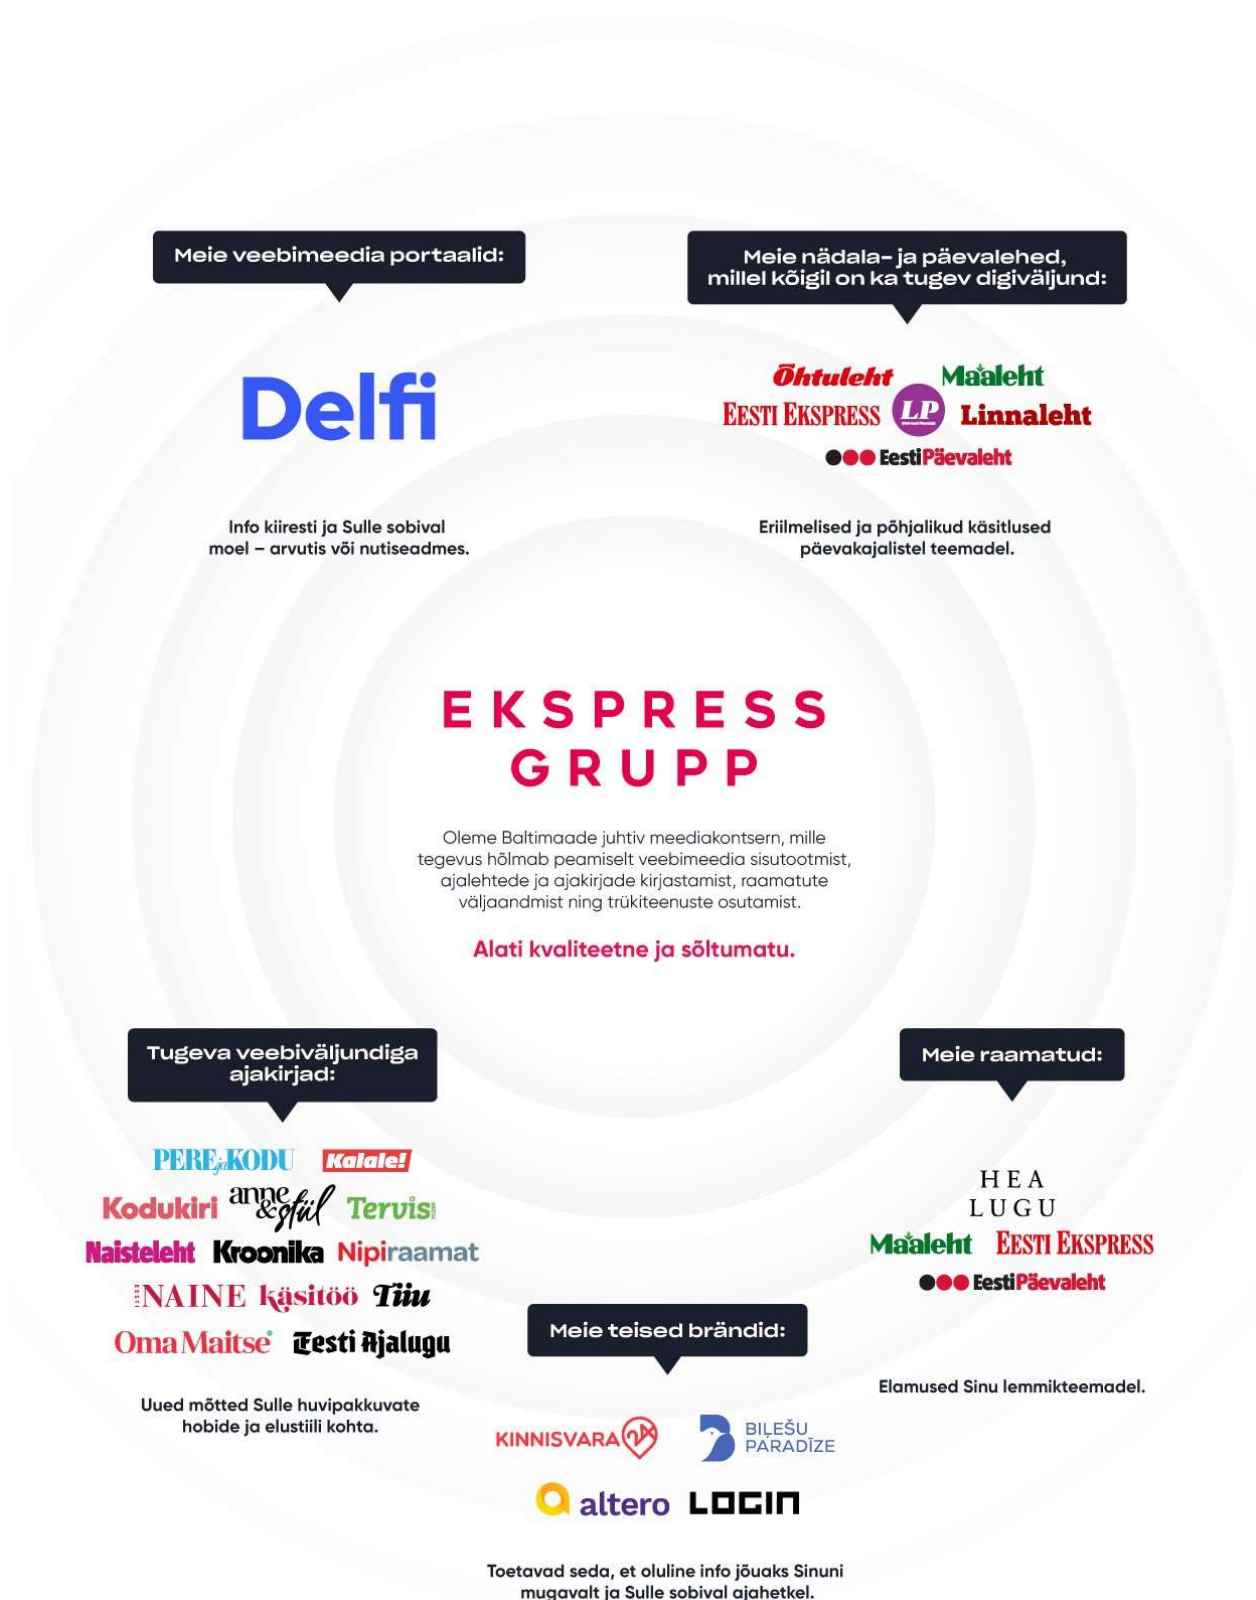 Meie veebimeedia portaalid:
Delfi
Info kiiresti ja Sulle sobival
moel – arvutis või nutiseadmes.
Meie nädala- ja päevalehed,
millel kõigil on ka tugev digiväljund:
Õhtuleht Maaleht
EESTI EKSPRESS LP Linnaleht
EestiPäevaleht
Eriilmelised ja põhjalikud käsitlused
päevakajalistel teemadel.
EKSPRESS
GRUPP
Oleme Baltimaade juhtiv meediakontsern, mille
tegevus hõlmab peamiselt veebimeedia sisutootmist,
ajalehtede ja ajakirjade kirjastamist, raamatute
väljaandmist ning trükiteenuste osutamist.
Alati kvaliteetne ja sõltumatu.
Tugeva veebiväljundiga
ajakirjad:
PERE ja KODU Kalale!
Kodukiri anne & stiil Tervis
Naisteleht Kroonika Nipiraamat
NAINE käsitöö Tiiu
Oma Maitse Eesti Ajalugu
Uued mõtted Sulle huvipakkuvate
hobide ja elustiili kohta.
Meie raamatud:
HEA
LUGU
Maaleht EESTI EKSPRESS
EestiPäevaleht
Elamused Sinu lemmikteemadel.
Meie teised brändid:
KINNISVARA24 BIĻEŠU
PARADĪZE
altero LOGIN
Toetavad seda, et oluline info jõuaks Sinuni
mugavalt ja Sulle sobival ajahetkel.